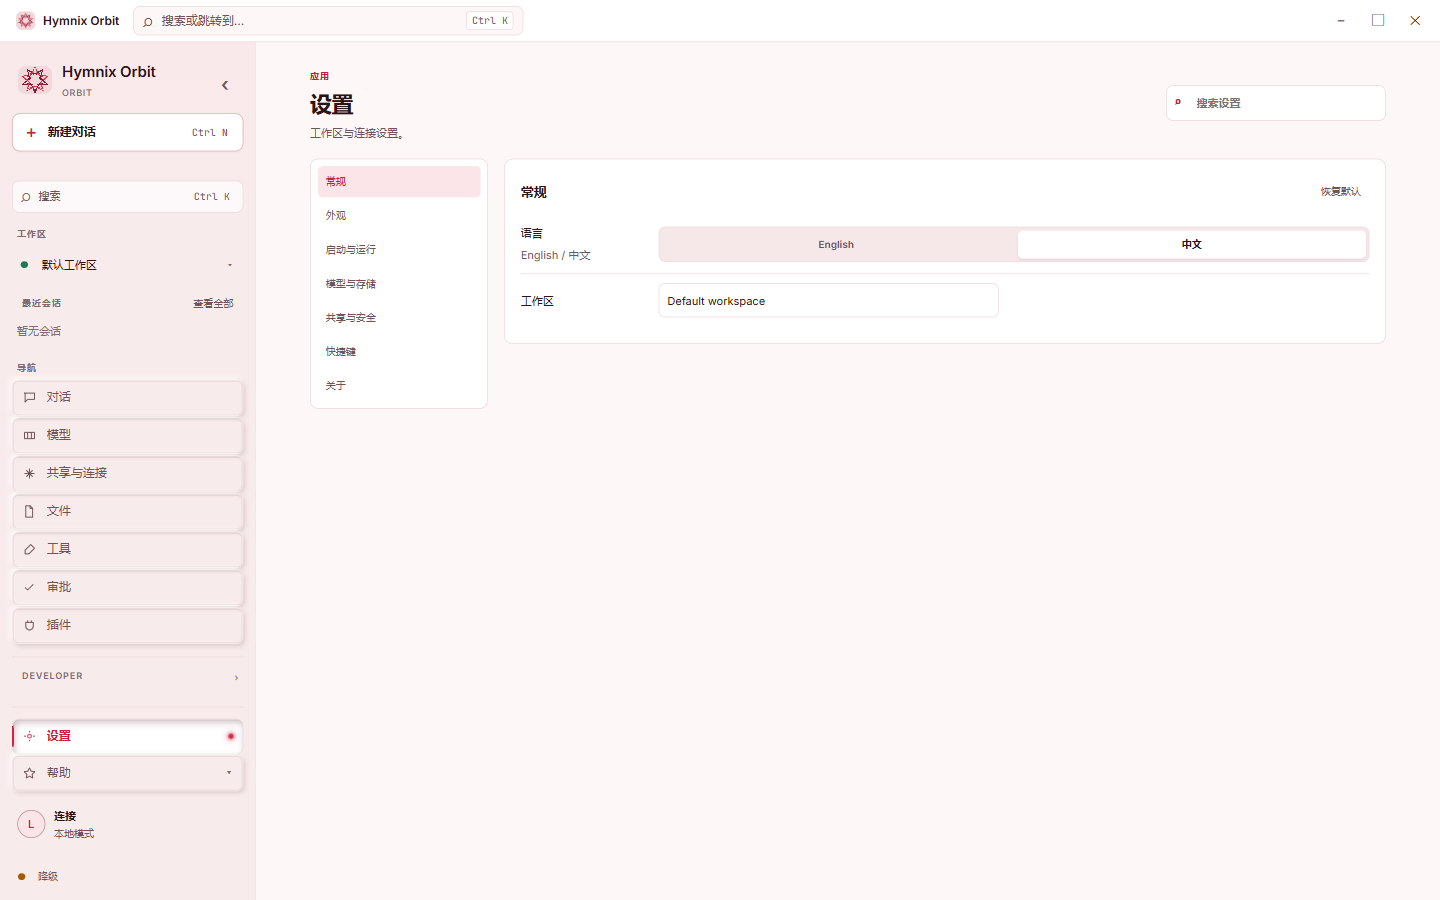 Hymnix Orbit
搜索或跳转到...
Ctrl K
Hymnix Orbit
ORBIT
新建对话
Ctrl N
搜索
Ctrl K
工作区
默认工作区
最近会话
查看全部
暂无会话
导航
对话
模型
共享与连接
文件
工具
审批
插件
DEVELOPER
设置
帮助
L
连接
本地模式
降级
应用
设置
工作区与连接设置。
搜索设置
常规
外观
启动与运行
模型与存储
共享与安全
快捷键
关于
常规
恢复默认
语言
English / 中文
English
中文
工作区
Default workspace